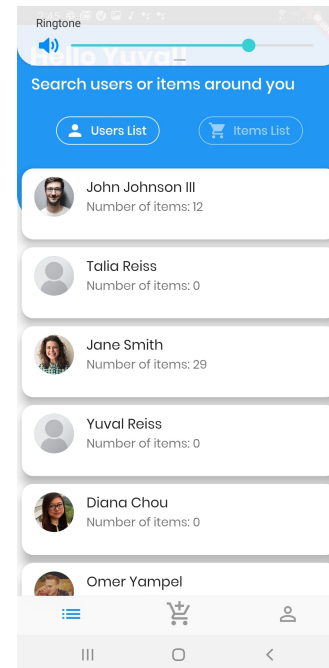 Ringtone
Hello Yuval!
Search users or items around you
Users List
Items List
John Johnson III
Number of items: 12
Talia Reiss
Number of items: 0
Jane Smith
Number of items: 29
Yuval Reiss
Number of items: 0
Diana Chou
Number of items: 0
Omer Yampel